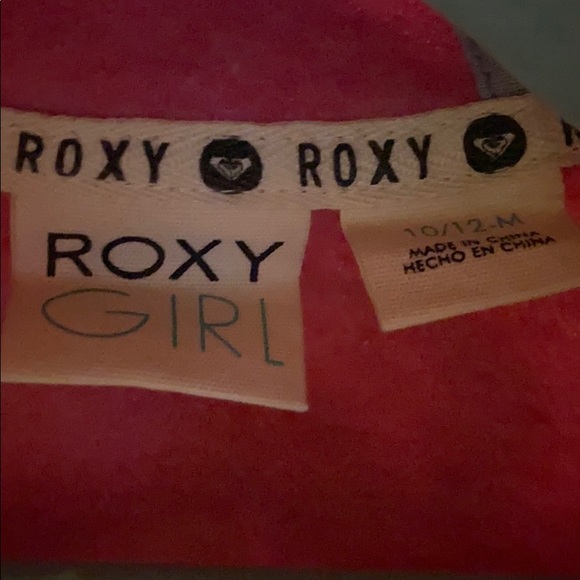 ROXY ROXY
ROXY
GIRL
10/12-M
MADE IN CHINA
HECHO EN CHINA